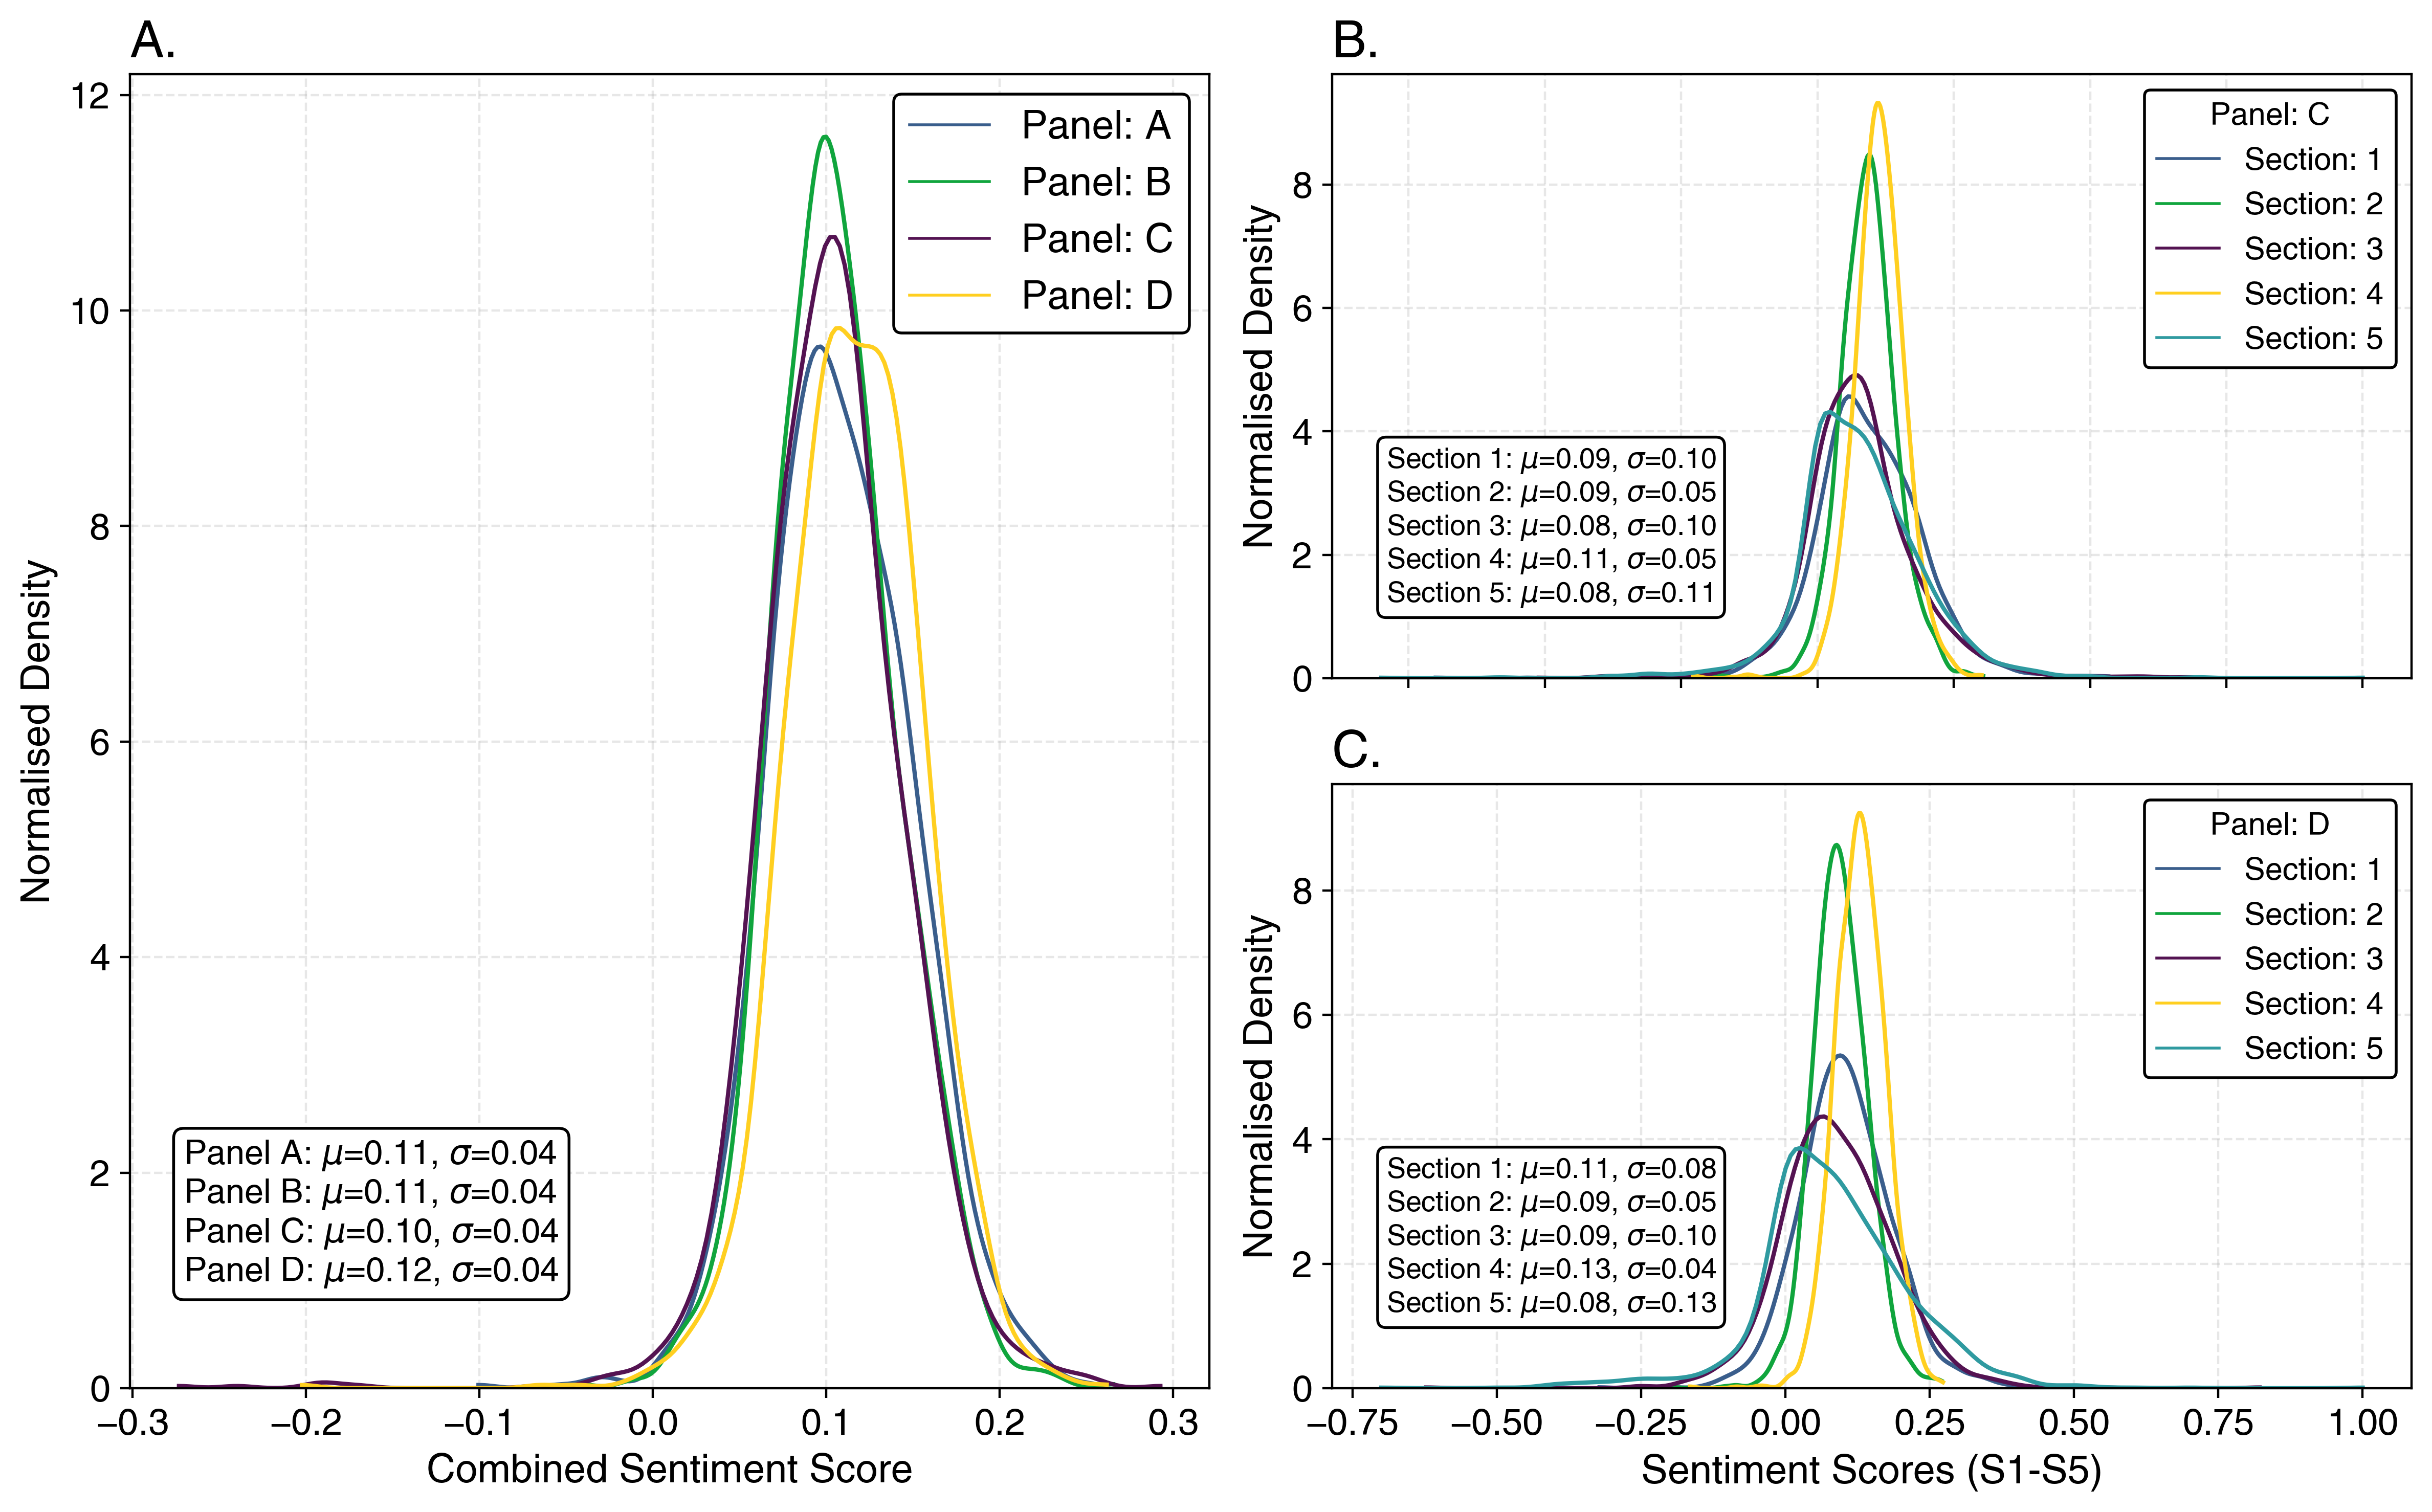 A.
Normalised Density
12
10
8
6
4
2
0
−0.3
−0.2
−0.1
0.0
0.1
0.2
0.3
Combined Sentiment Score
Panel: A
Panel: B
Panel: C
Panel: D
Panel A: μ=0.11, σ=0.04
Panel B: μ=0.11, σ=0.04
Panel C: μ=0.10, σ=0.04
Panel D: μ=0.12, σ=0.04
B.
Normalised Density
8
6
4
2
0
Panel: C
Section: 1
Section: 2
Section: 3
Section: 4
Section: 5
Section 1: μ=0.09, σ=0.10
Section 2: μ=0.09, σ=0.05
Section 3: μ=0.08, σ=0.10
Section 4: μ=0.11, σ=0.05
Section 5: μ=0.08, σ=0.11
C.
Normalised Density
8
6
4
2
0
Panel: D
Section: 1
Section: 2
Section: 3
Section: 4
Section: 5
Section 1: μ=0.11, σ=0.08
Section 2: μ=0.09, σ=0.05
Section 3: μ=0.09, σ=0.10
Section 4: μ=0.13, σ=0.04
Section 5: μ=0.08, σ=0.13
−0.75
−0.50
−0.25
0.00
0.25
0.50
0.75
1.00
Sentiment Scores (S1-S5)